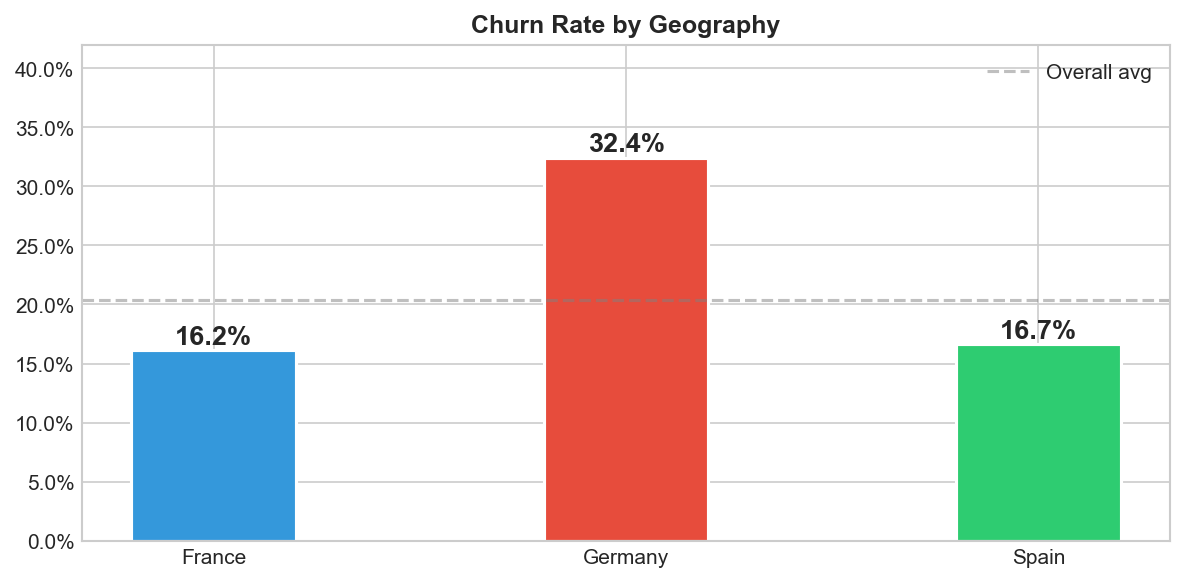 Churn Rate by Geography
40.0%
35.0%
30.0%
25.0%
20.0%
15.0%
10.0%
5.0%
0.0%
Overall avg
16.2%
32.4%
16.7%
France
Germany
Spain